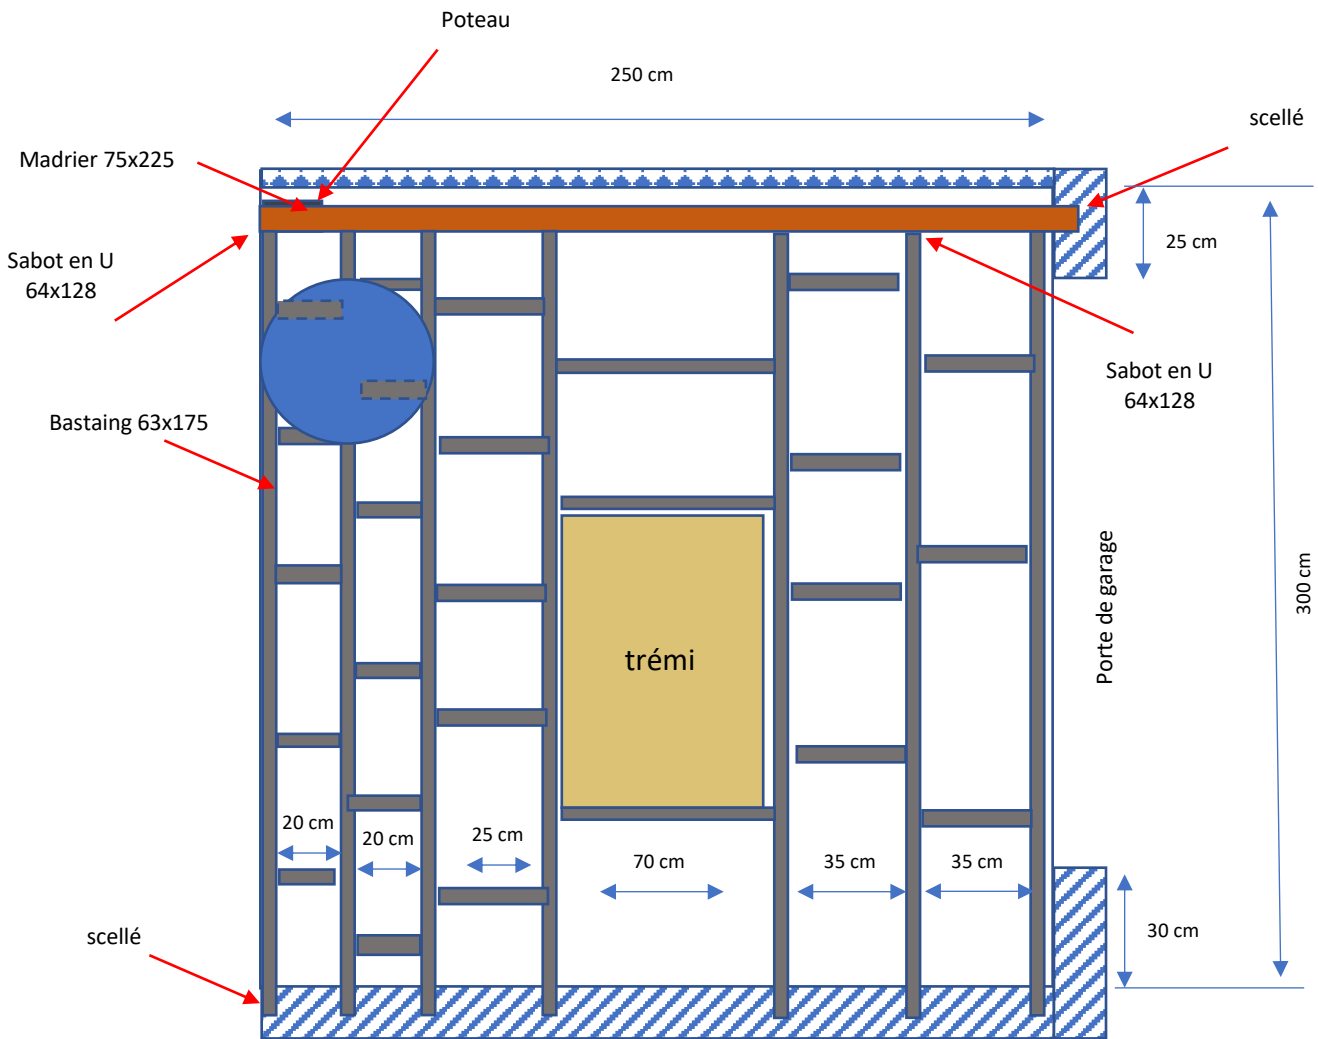 Poteau
250 cm
scellé
Madrier 75x225
25 cm
Sabot en U
64x128
Sabot en U
64x128
Bastaing 63x175
Porte de garage
300 cm
trémi
20 cm
20 cm
25 cm
70 cm
35 cm
35 cm
30 cm
scellé